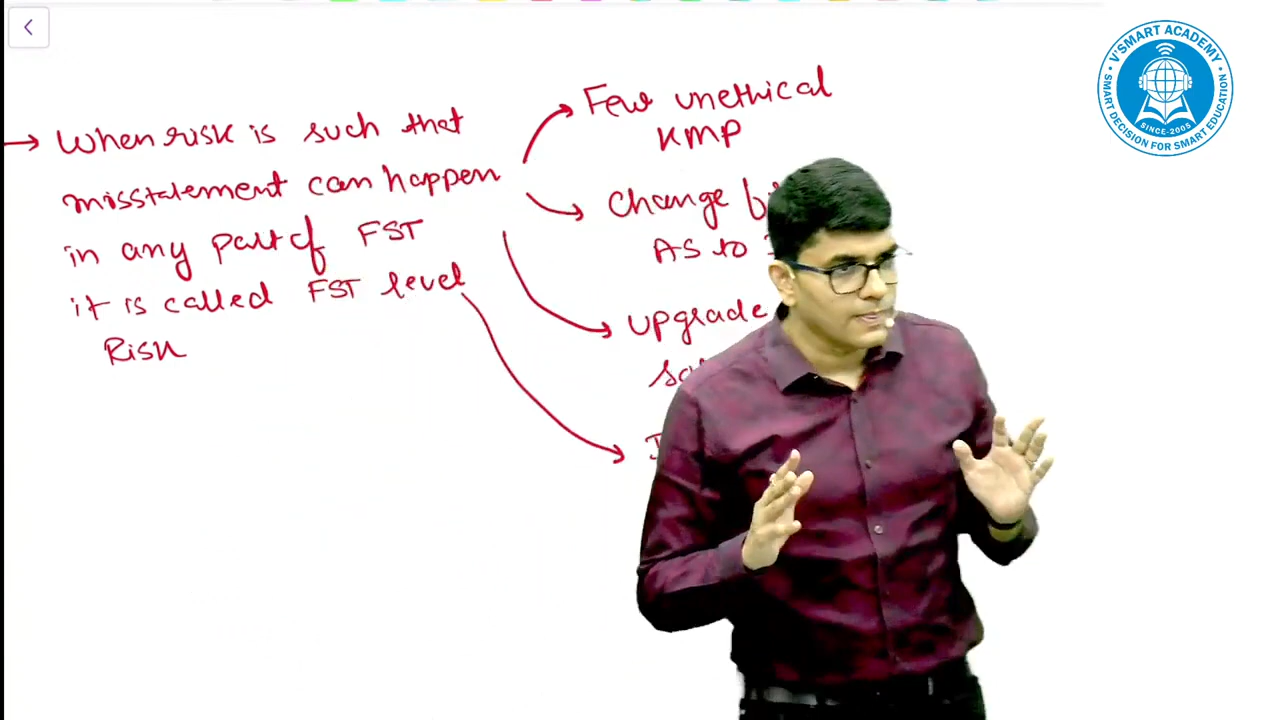 When risk is such that
misstatement can happen
in any part of FST
it is called FST level
Risk
Few unethical
KMP
change
AS to
upgrade
V'SMART ACADEMY
SINCE-2005
SMART DECISION FOR SMART EDUCATION